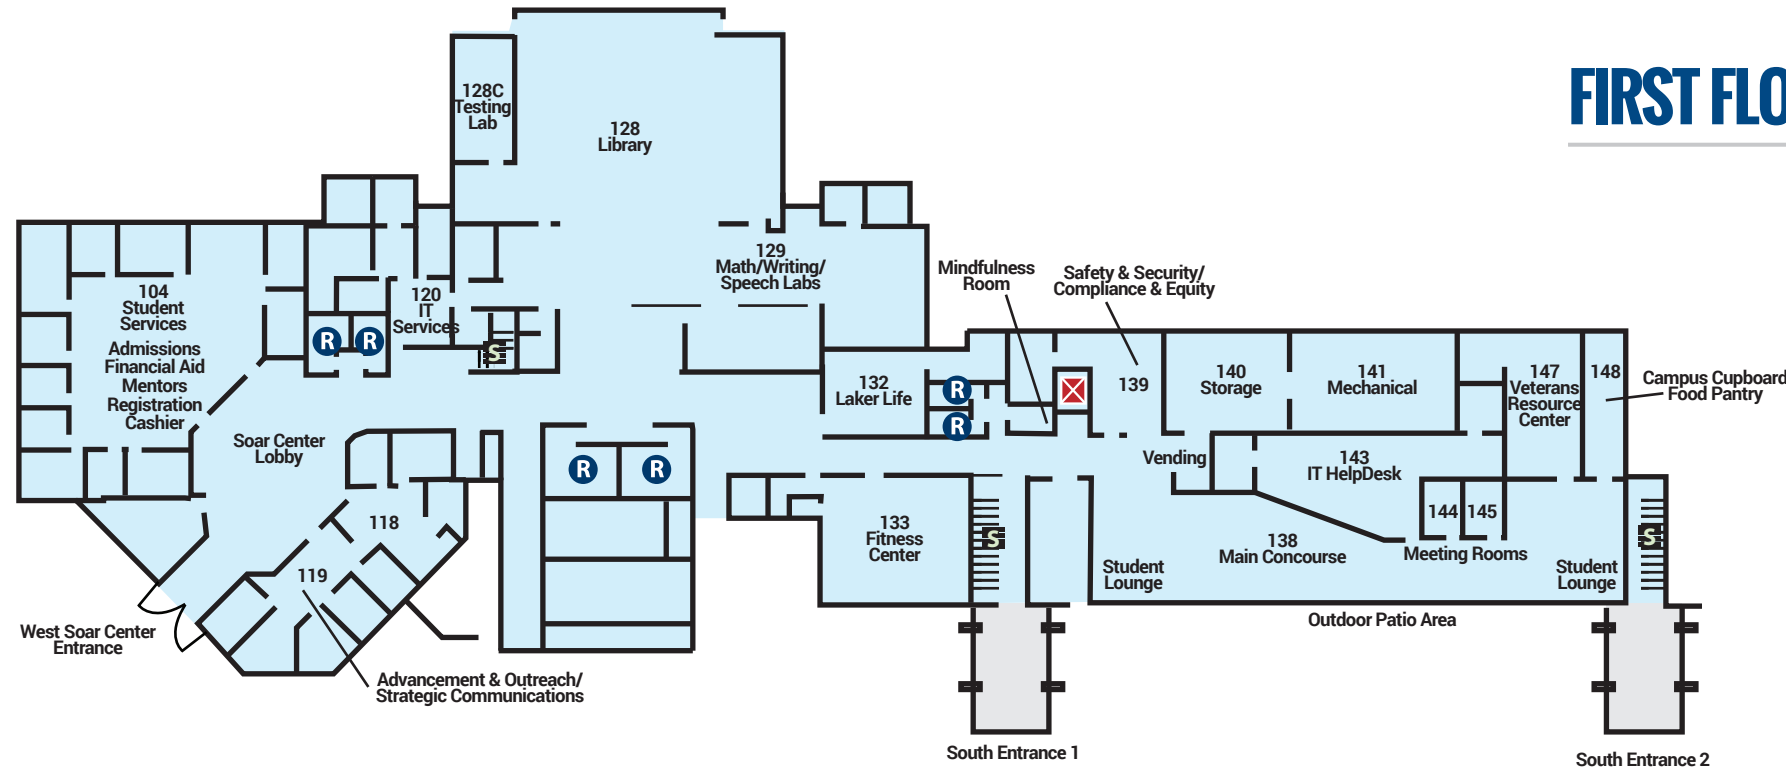 FIRST FLO
128C
Testing
Lab
128
Library
129
Math/Writing/
Speech Labs
Mindfulness
Room
Safety & Security/
Compliance & Equity
104
Student
Services
Admissions
Financial Aid
Mentors
Registration
Cashier
120
IT
Services
R
R
S
132
Laker Life
R
R
139
140
Storage
141
Mechanical
147
Veterans
Resource
Center
148
Campus Cupboard
Food Pantry
Soar Center
Lobby
R
R
Vending
143
IT HelpDesk
118
133
Fitness
Center
S
144
145
138
Main Concourse
Meeting Rooms
S
119
Student
Lounge
Student
Lounge
West Soar Center
Entrance
Outdoor Patio Area
Advancement & Outreach/
Strategic Communications
South Entrance 1
South Entrance 2